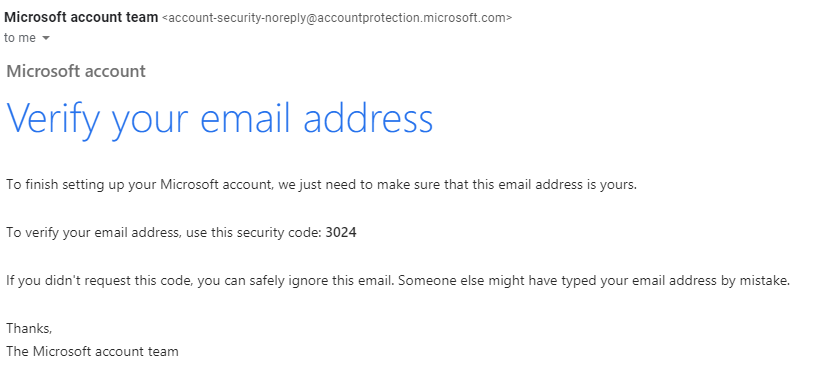 Microsoft account team <account-security-noreply@accountprotection.microsoft.com>
to me
Microsoft account
Verify your email address
To finish setting up your Microsoft account, we just need to make sure that this email address is yours.
To verify your email address, use this security code: 3024
If you didn't request this code, you can safely ignore this email. Someone else might have typed your email address by mistake.
Thanks,
The Microsoft account team